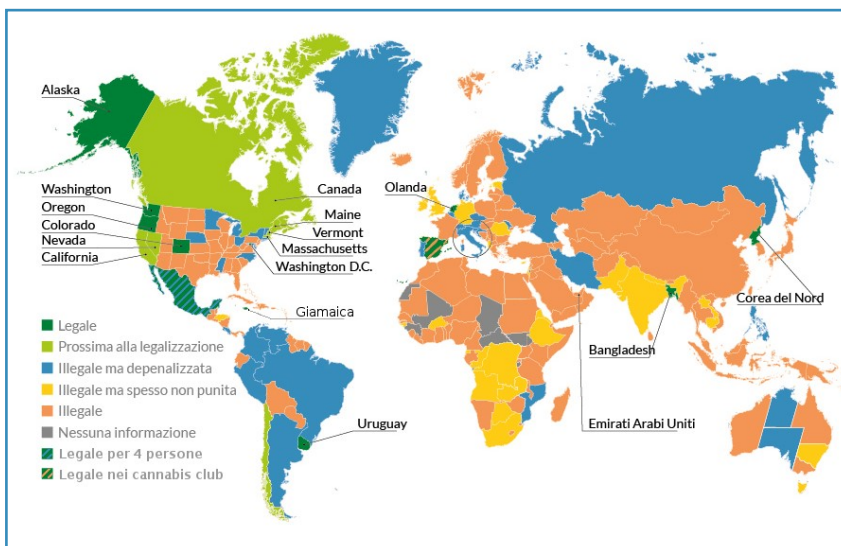 Alaska
Washington
Oregon
Colorado
Nevada
California
Canada
Maine
Vermont
Massachusetts
Washington D.C.
Giamaica
Olanda
Corea del Nord
Bangladesh
Emirati Arabi Uniti
Uruguay
Legale
Prossima alla legalizzazione
Illegale ma depenalizzata
Illegale ma spesso non punita
Illegale
Nessuna informazione
Legale per 4 persone
Legale nei cannabis club